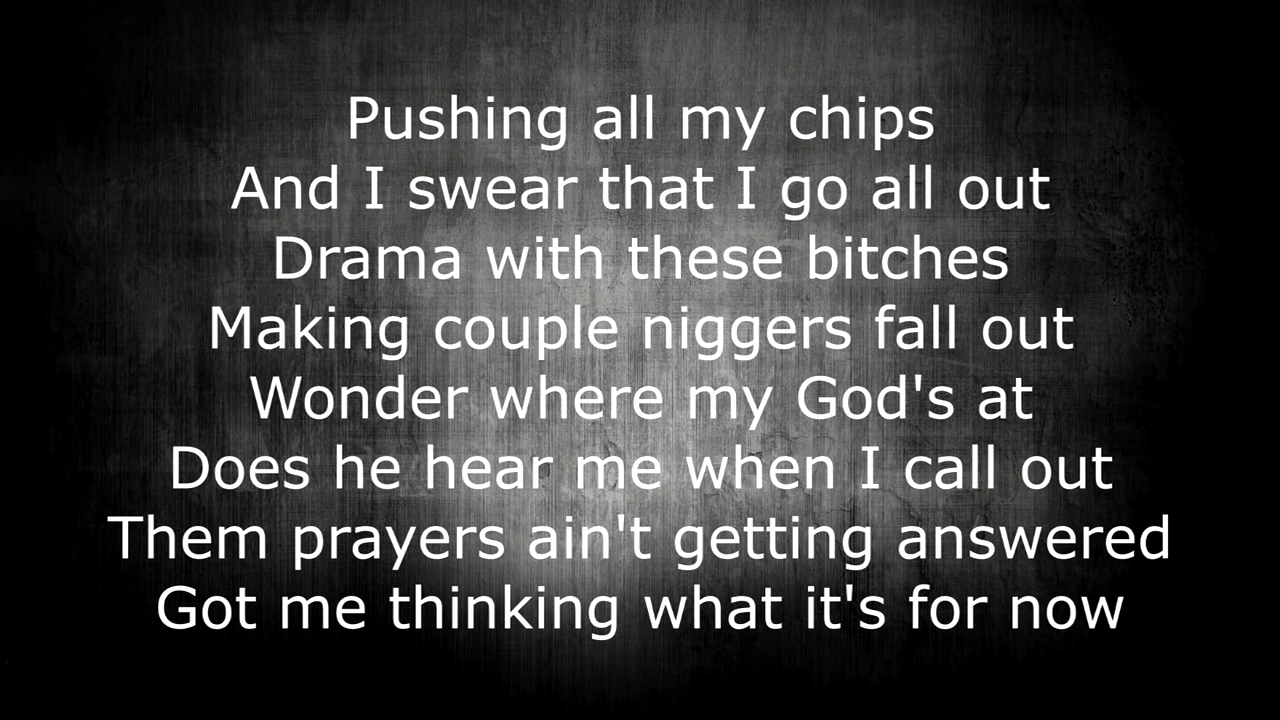 Pushing all my chips
And I swear that I go all out
Drama with these bitches
Making couple niggers fall out
Wonder where my God's at
Does he hear me when I call out
Them prayers ain't getting answered
Got me thinking what it's for now